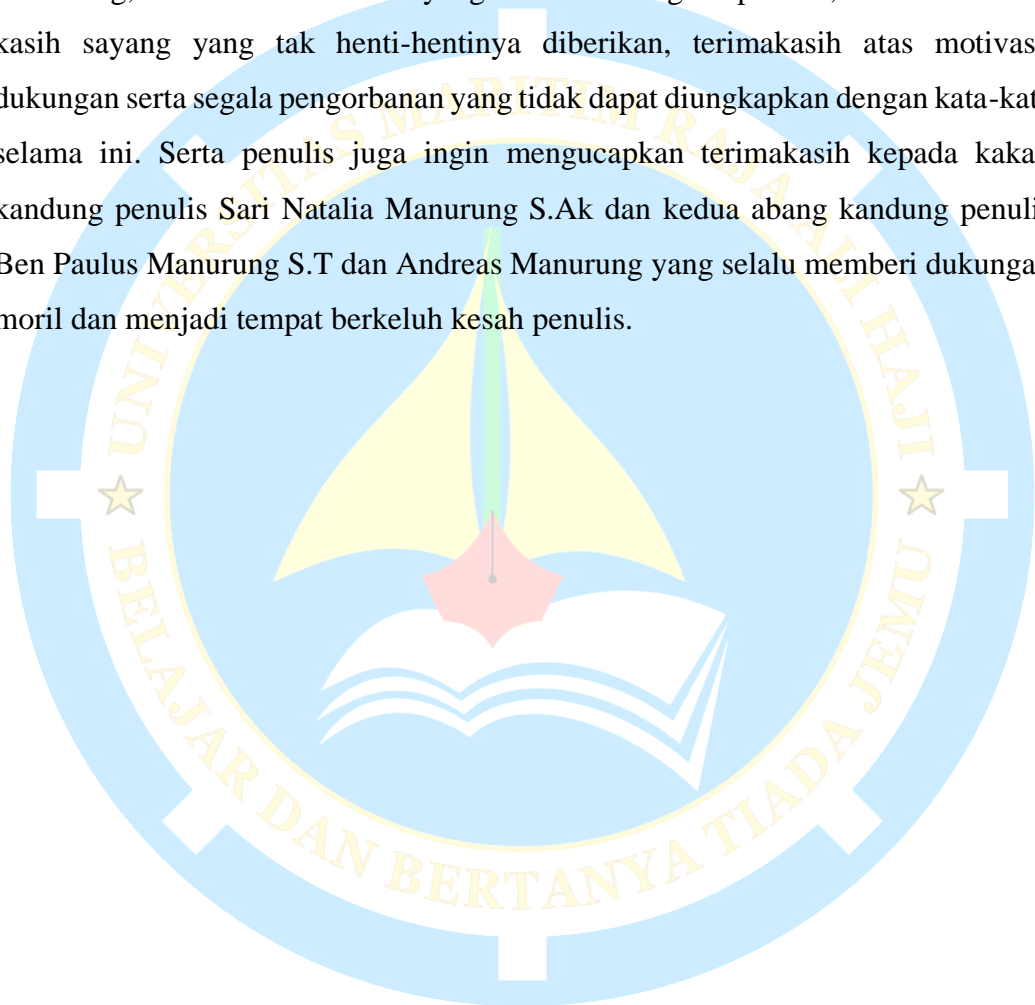 kasih sayang yang tak henti-hentinya diberikan, terimakasih atas motivas
dukungan serta segala pengorbanan yang tidak dapat diungkapkan dengan kata-kat
selama ini. Serta penulis juga ingin mengucapkan terimakasih kepada kaka
kandung penulis Sari Natalia Manurung S.Ak dan kedua abang kandung penuli
Ben Paulus Manurung S.T dan Andreas Manurung yang selalu memberi dukunga
moril dan menjadi tempat berkeluh kesah penulis.
UNIVERSITAS MARITIM RAJA ALI HAJI
BELAJAR DAN BERTANYA TIADA JEMU